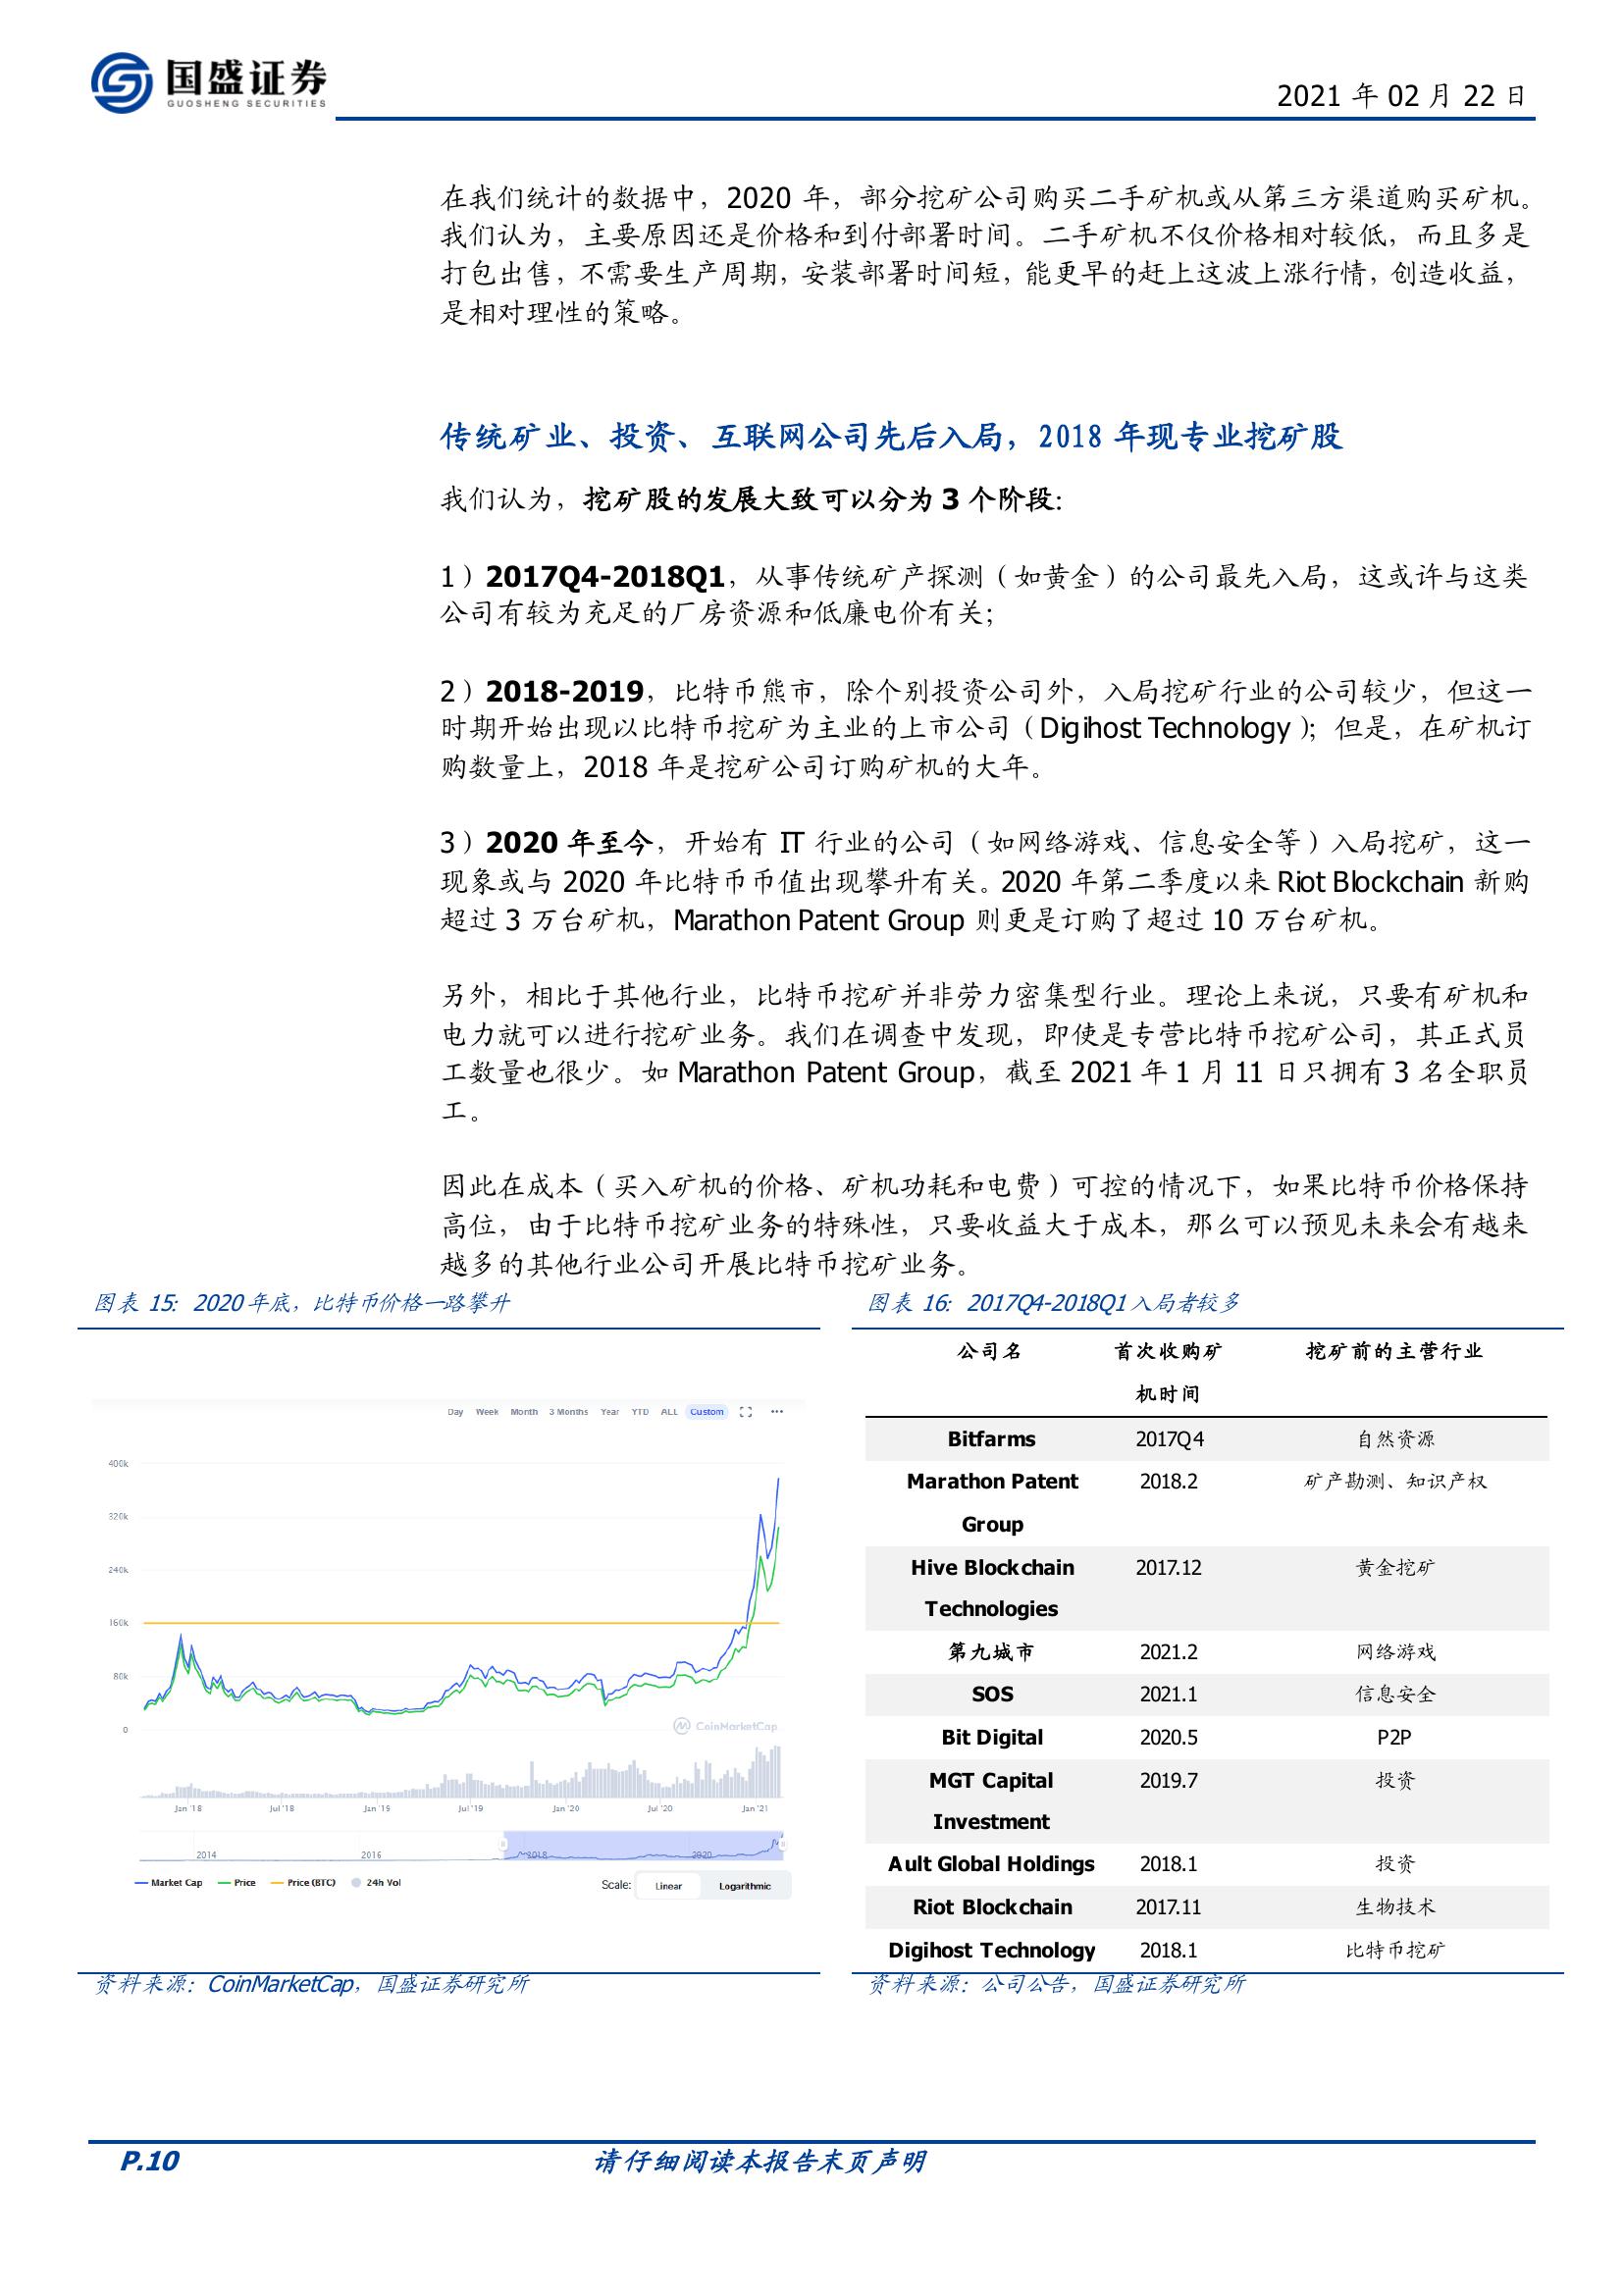 国盛证券
GUOSHENG SECURITIES
2021 年 02 月 22 日
在我们统计的数据中，2020 年，部分挖矿公司购买二手矿机或从第三方渠道购买矿机。
我们认为，主要原因还是价格和到付部署时间。二手矿机不仅价格相对较低，而且多是
打包出售，不需要生产周期，安装部署时间短，能更早的赶上这波上涨行情，创造收益，
是相对理性的策略。
传统矿业、投资、互联网公司先后入局，2018 年现专业挖矿股
我们认为，挖矿股的发展大致可以分为 3 个阶段：
1）2017Q4-2018Q1，从事传统矿产探测（如黄金）的公司最先入局，这或许与这类
公司有较为充足的厂房资源和低廉电价有关；
2）2018-2019，比特币熊市，除个别投资公司外，入局挖矿行业的公司较少，但这一
时期开始出现以比特币挖矿为主业的上市公司（Digihost Technology ）；但是，在矿机订
购数量上，2018 年是挖矿公司订购矿机的大年。
3）2020 年至今，开始有 IT 行业的公司（如网络游戏、信息安全等）入局挖矿，这一
现象或与 2020 年比特币币值出现攀升有关。2020 年第二季度以来 Riot Blockchain 新购
超过 3 万台矿机，Marathon Patent Group 则更是订购了超过 10 万台矿机。
另外，相比于其他行业，比特币挖矿并非劳力密集型行业。理论上来说，只要有矿机和
电力就可以进行挖矿业务。我们在调查中发现，即使是专营比特币挖矿公司，其正式员
工数量也很少。如 Marathon Patent Group，截至 2021 年 1 月 11 日只拥有 3 名全职员
工。
因此在成本（买入矿机的价格、矿机功耗和电费）可控的情况下，如果比特币价格保持
高位，由于比特币挖矿业务的特殊性，只要收益大于成本，那么可以预见未来会有越来
越多的其他行业公司开展比特币挖矿业务。
图表 15：2020 年底，比特币价格一路攀升
Day Week Month 3 Months Year YTD ALL Custom
400k
320k
240k
160k
80k
0
CoinMarketCap
Jan '18 Jul '18 Jan '19 Jul '19 Jan '20 Jul '20 Jan '21
2014 2016 2018 2020
Market Cap Price Price (BTC) 24h Vol
Scale: Linear Logarithmic
资料来源：CoinMarketCap，国盛证券研究所
图表 16：2017Q4-2018Q1 入局者较多
公司名 首次收购矿 挖矿前的主营行业
机时间
Bitfarms 2017Q4 自然资源
Marathon Patent 2018.2 矿产勘测、知识产权
Group
Hive Blockchain 2017.12 黄金挖矿
Technologies
第九城市 2021.2 网络游戏
SOS 2021.1 信息安全
Bit Digital 2020.5 P2P
MGT Capital 2019.7 投资
Investment
Ault Global Holdings 2018.1 投资
Riot Blockchain 2017.11 生物技术
Digihost Technology 2018.1 比特币挖矿
资料来源：公司公告，国盛证券研究所
P.10 请仔细阅读本报告末页声明